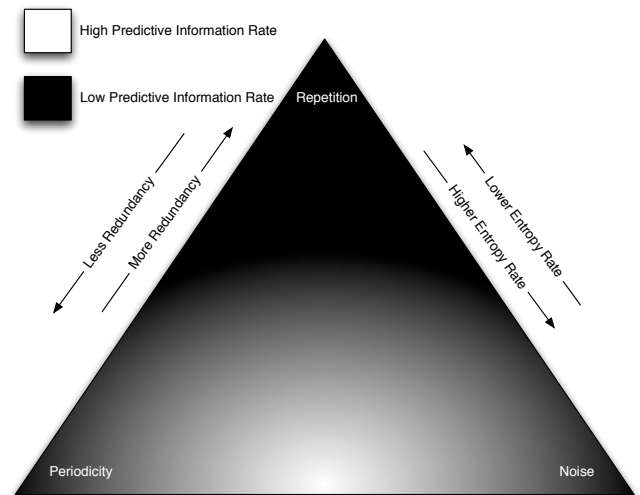 High Predictive Information Rate
Low Predictive Information Rate
Repetition
Less Redundancy
More Redundancy
Lower Entropy Rate
Higher Entropy Rate
Periodicity
Noise